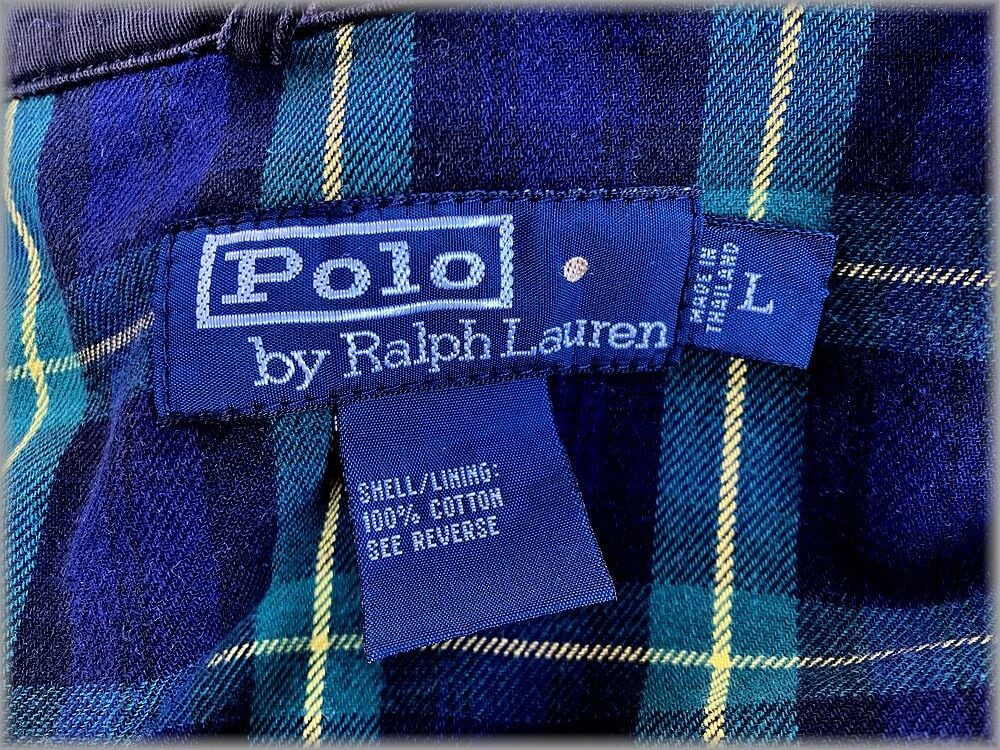 Polo
by Ralph Lauren
MADE IN
THAILAND
L
SHELL/LINING:
100% COTTON
SEE REVERSE